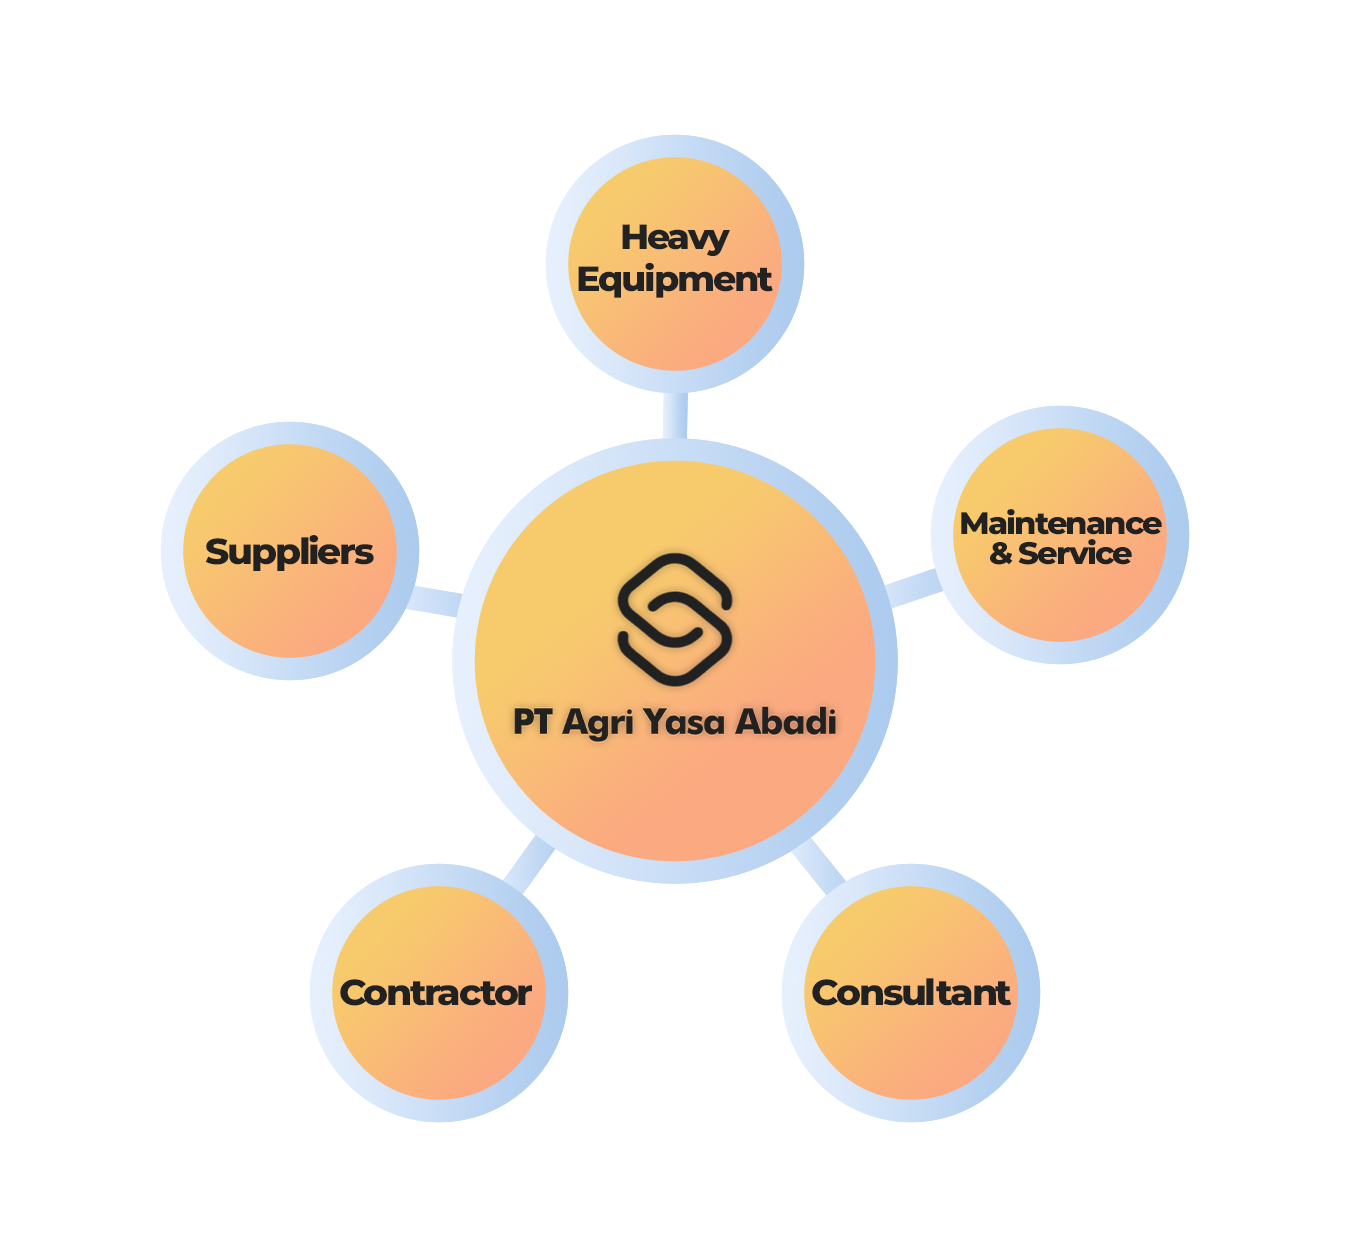 Heavy
Equipment
Maintenance
& Service
Suppliers
PT Agri Yasa Abadi
Contractor
Consultant